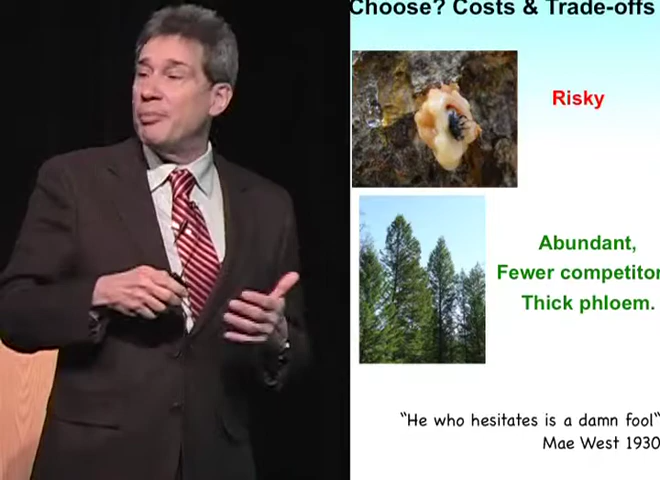 Choose? Costs & Trade-offs
Risky
Abundant,
Fewer competitor
Thick phloem.
"He who hesitates is a damn fool"
Mae West 1930